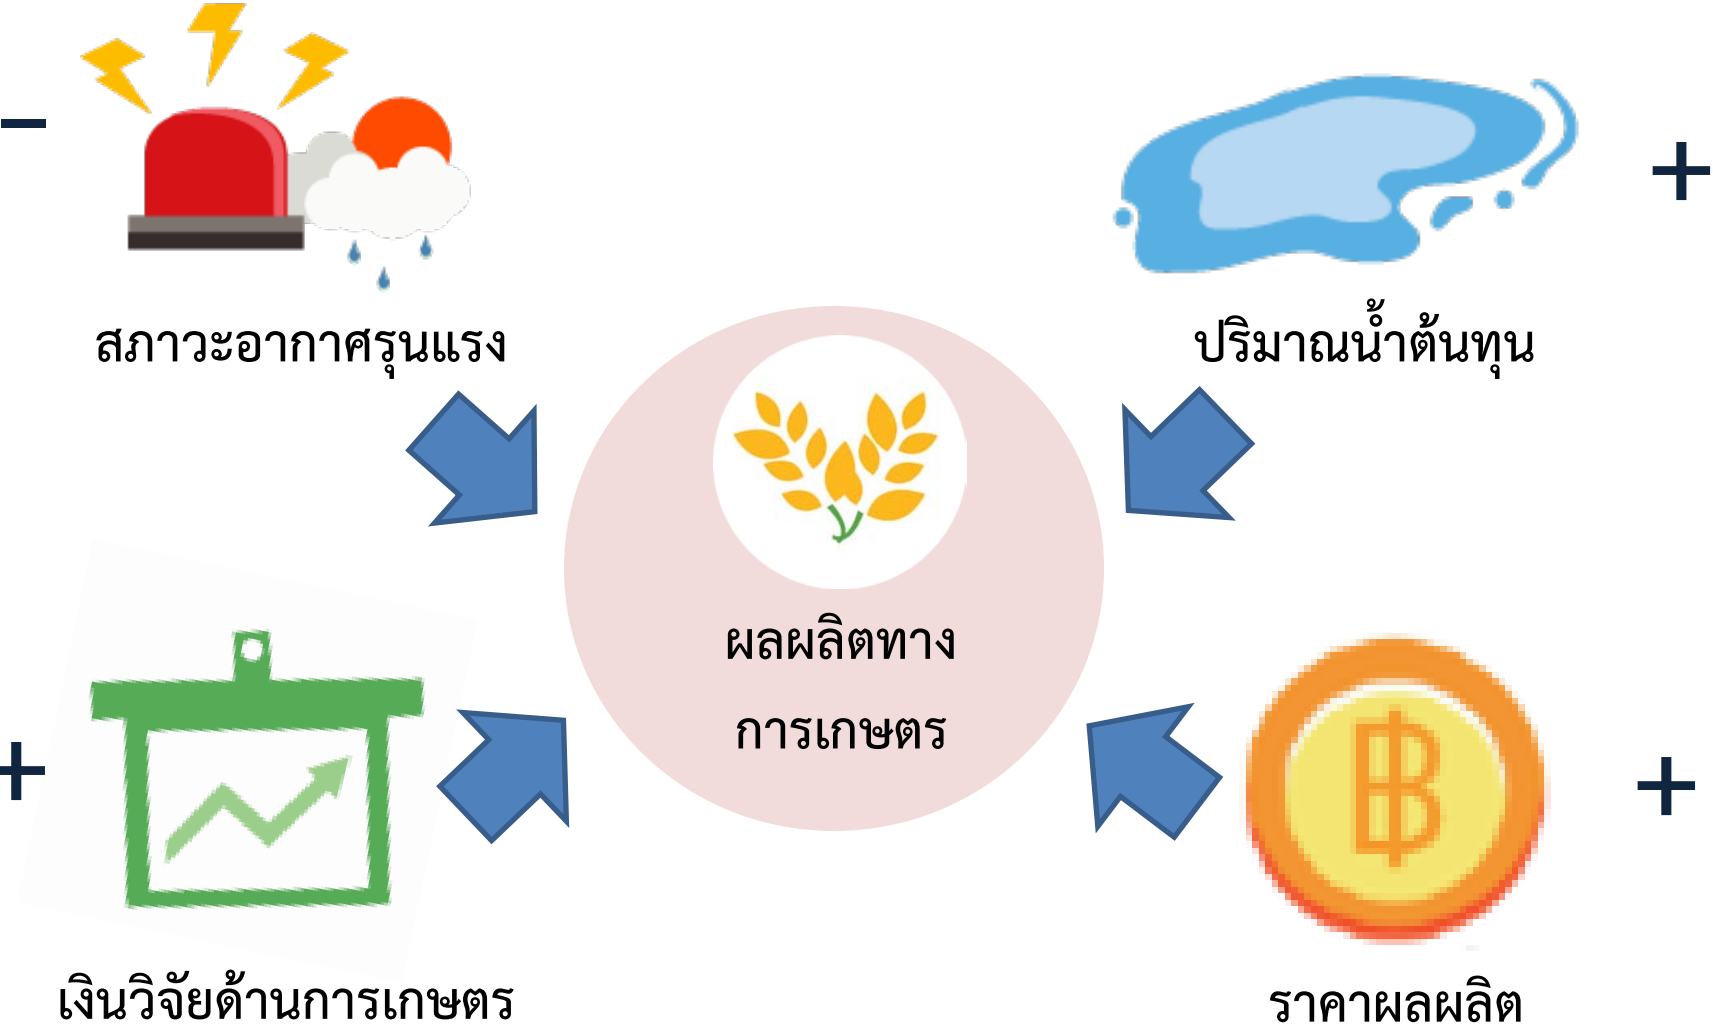 –
+
สภาวะอากาศรุนแรง
ปริมาณน้ำต้นทุน
ผลผลิตทาง
การเกษตร
+
฿
+
เงินวิจัยด้านการเกษตร
ราคาผลผลิต